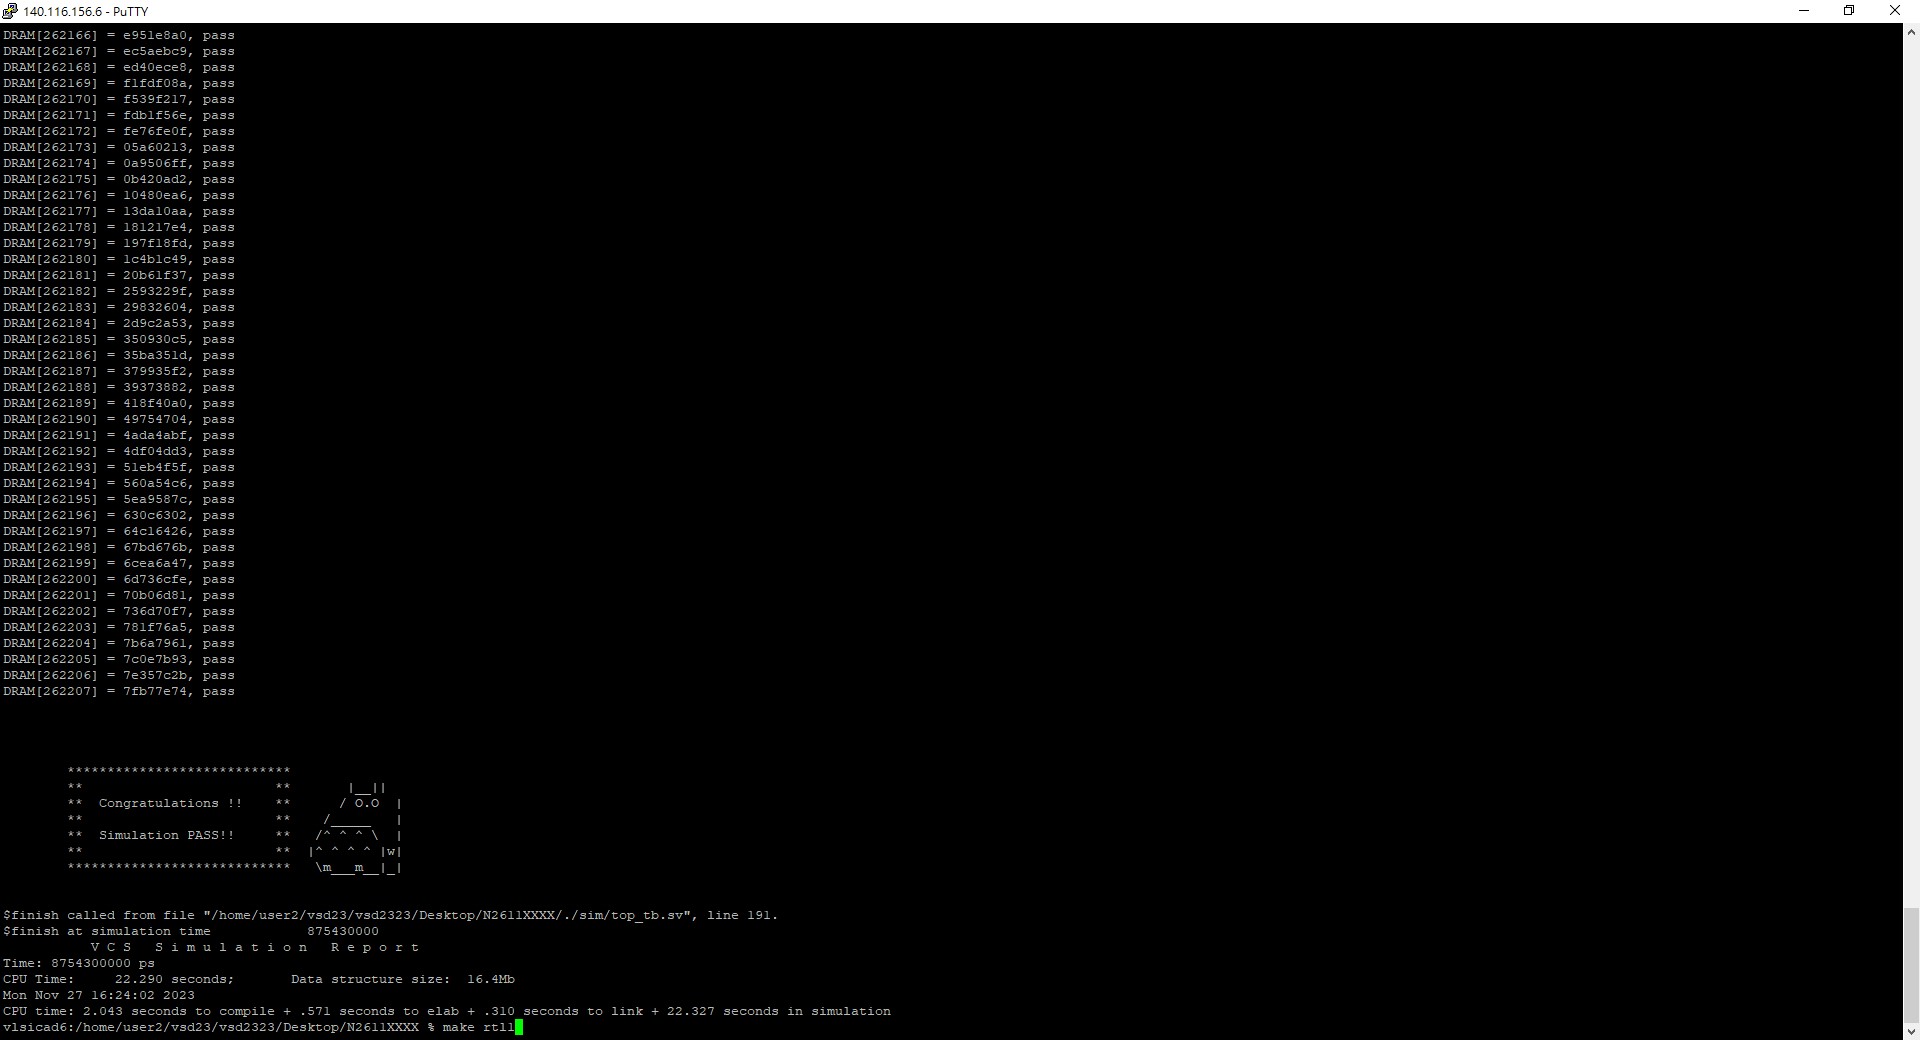 140.116.156.6 - PuTTY
DRAM[262166] = e951e8a0, pass
DRAM[262167] = ec5aebc9, pass
DRAM[262168] = ed40ece8, pass
DRAM[262169] = f1fdf08a, pass
DRAM[262170] = f539f217, pass
DRAM[262171] = fdb1f56e, pass
DRAM[262172] = fe76fe0f, pass
DRAM[262173] = 05a60213, pass
DRAM[262174] = 0a9506ff, pass
DRAM[262175] = 0b420ad2, pass
DRAM[262176] = 10480ea6, pass
DRAM[262177] = 13da10aa, pass
DRAM[262178] = 181217e4, pass
DRAM[262179] = 197f18fd, pass
DRAM[262180] = 1c4b1c49, pass
DRAM[262181] = 20b61f37, pass
DRAM[262182] = 2593229f, pass
DRAM[262183] = 29832604, pass
DRAM[262184] = 2d9c2a53, pass
DRAM[262185] = 350930c5, pass
DRAM[262186] = 35ba351d, pass
DRAM[262187] = 379935f2, pass
DRAM[262188] = 39373882, pass
DRAM[262189] = 418f40a0, pass
DRAM[262190] = 49754704, pass
DRAM[262191] = 4ada4abf, pass
DRAM[262192] = 4df04dd3, pass
DRAM[262193] = 51eb4f5f, pass
DRAM[262194] = 560a54c6, pass
DRAM[262195] = 5ea9587c, pass
DRAM[262196] = 630c6302, pass
DRAM[262197] = 64c16426, pass
DRAM[262198] = 67bd676b, pass
DRAM[262199] = 6cea6a47, pass
DRAM[262200] = 6d736cfe, pass
DRAM[262201] = 70b06d81, pass
DRAM[262202] = 736d70f7, pass
DRAM[262203] = 781f76a5, pass
DRAM[262204] = 7b6a7961, pass
DRAM[262205] = 7c0e7b93, pass
DRAM[262206] = 7e357c2b, pass
DRAM[262207] = 7fb77e74, pass
****************************
**                        **       |__||
**  Congratulations !!    **      / O.O  |
**                        **    /_____   |
**  Simulation PASS!!     **   /^ ^ ^ \  |
**                        **  |^ ^ ^ ^ |w|
****************************   \m___m__|_|
$finish called from file "/home/user2/vsd23/vsd2323/Desktop/N2611XXXX/./sim/top_tb.sv", line 191.
$finish at simulation time            875430000
V C S   S i m u l a t i o n   R e p o r t
Time: 8754300000 ps
CPU Time:     22.290 seconds;       Data structure size:  16.4Mb
Mon Nov 27 16:24:02 2023
CPU time: 2.043 seconds to compile + .571 seconds to elab + .310 seconds to link + 22.327 seconds in simulation
vlsicad6:/home/user2/vsd23/vsd2323/Desktop/N2611XXXX % make rtl1